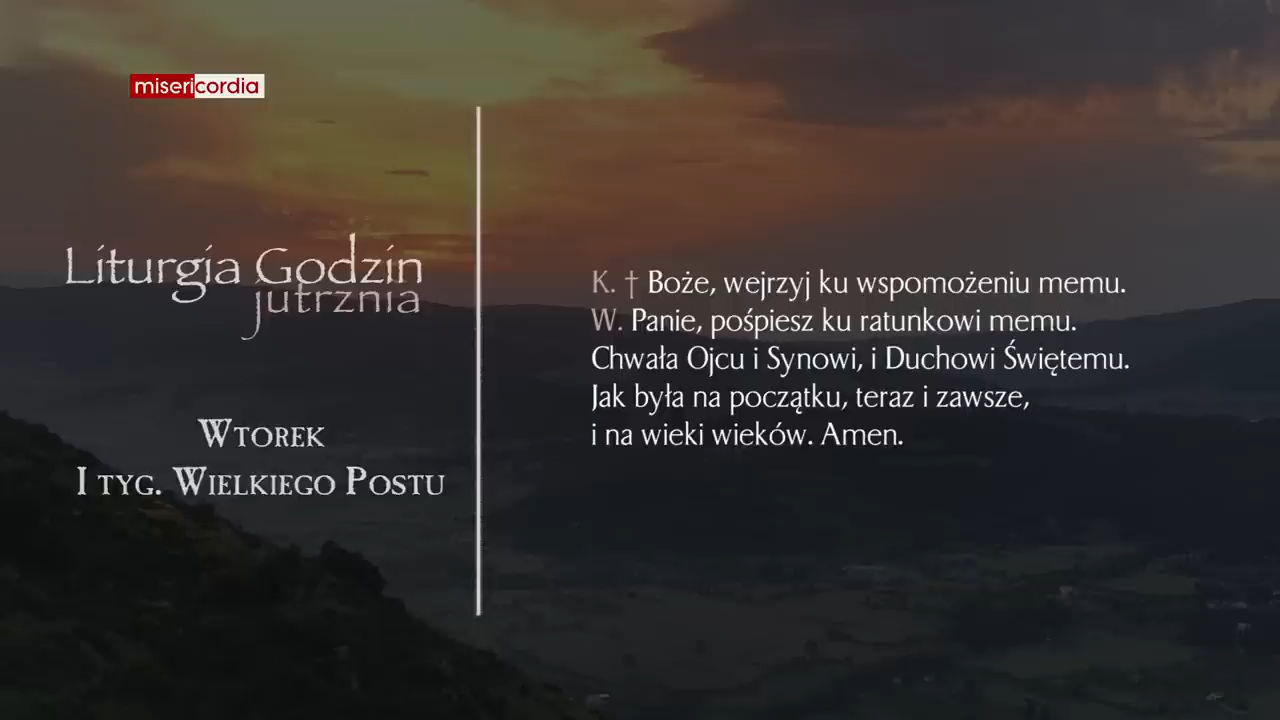 misericordia
Liturgia Godzin
jutrznia
Wtorek
I tyg. Wielkiego Postu
K. † Boże, wejrzyj ku wspomożeniu memu.
W. Panie, pośpiesz ku ratunkowi memu.
Chwała Ojcu i Synowi, i Duchowi Świętemu.
Jak była na początku, teraz i zawsze,
i na wieki wieków. Amen.